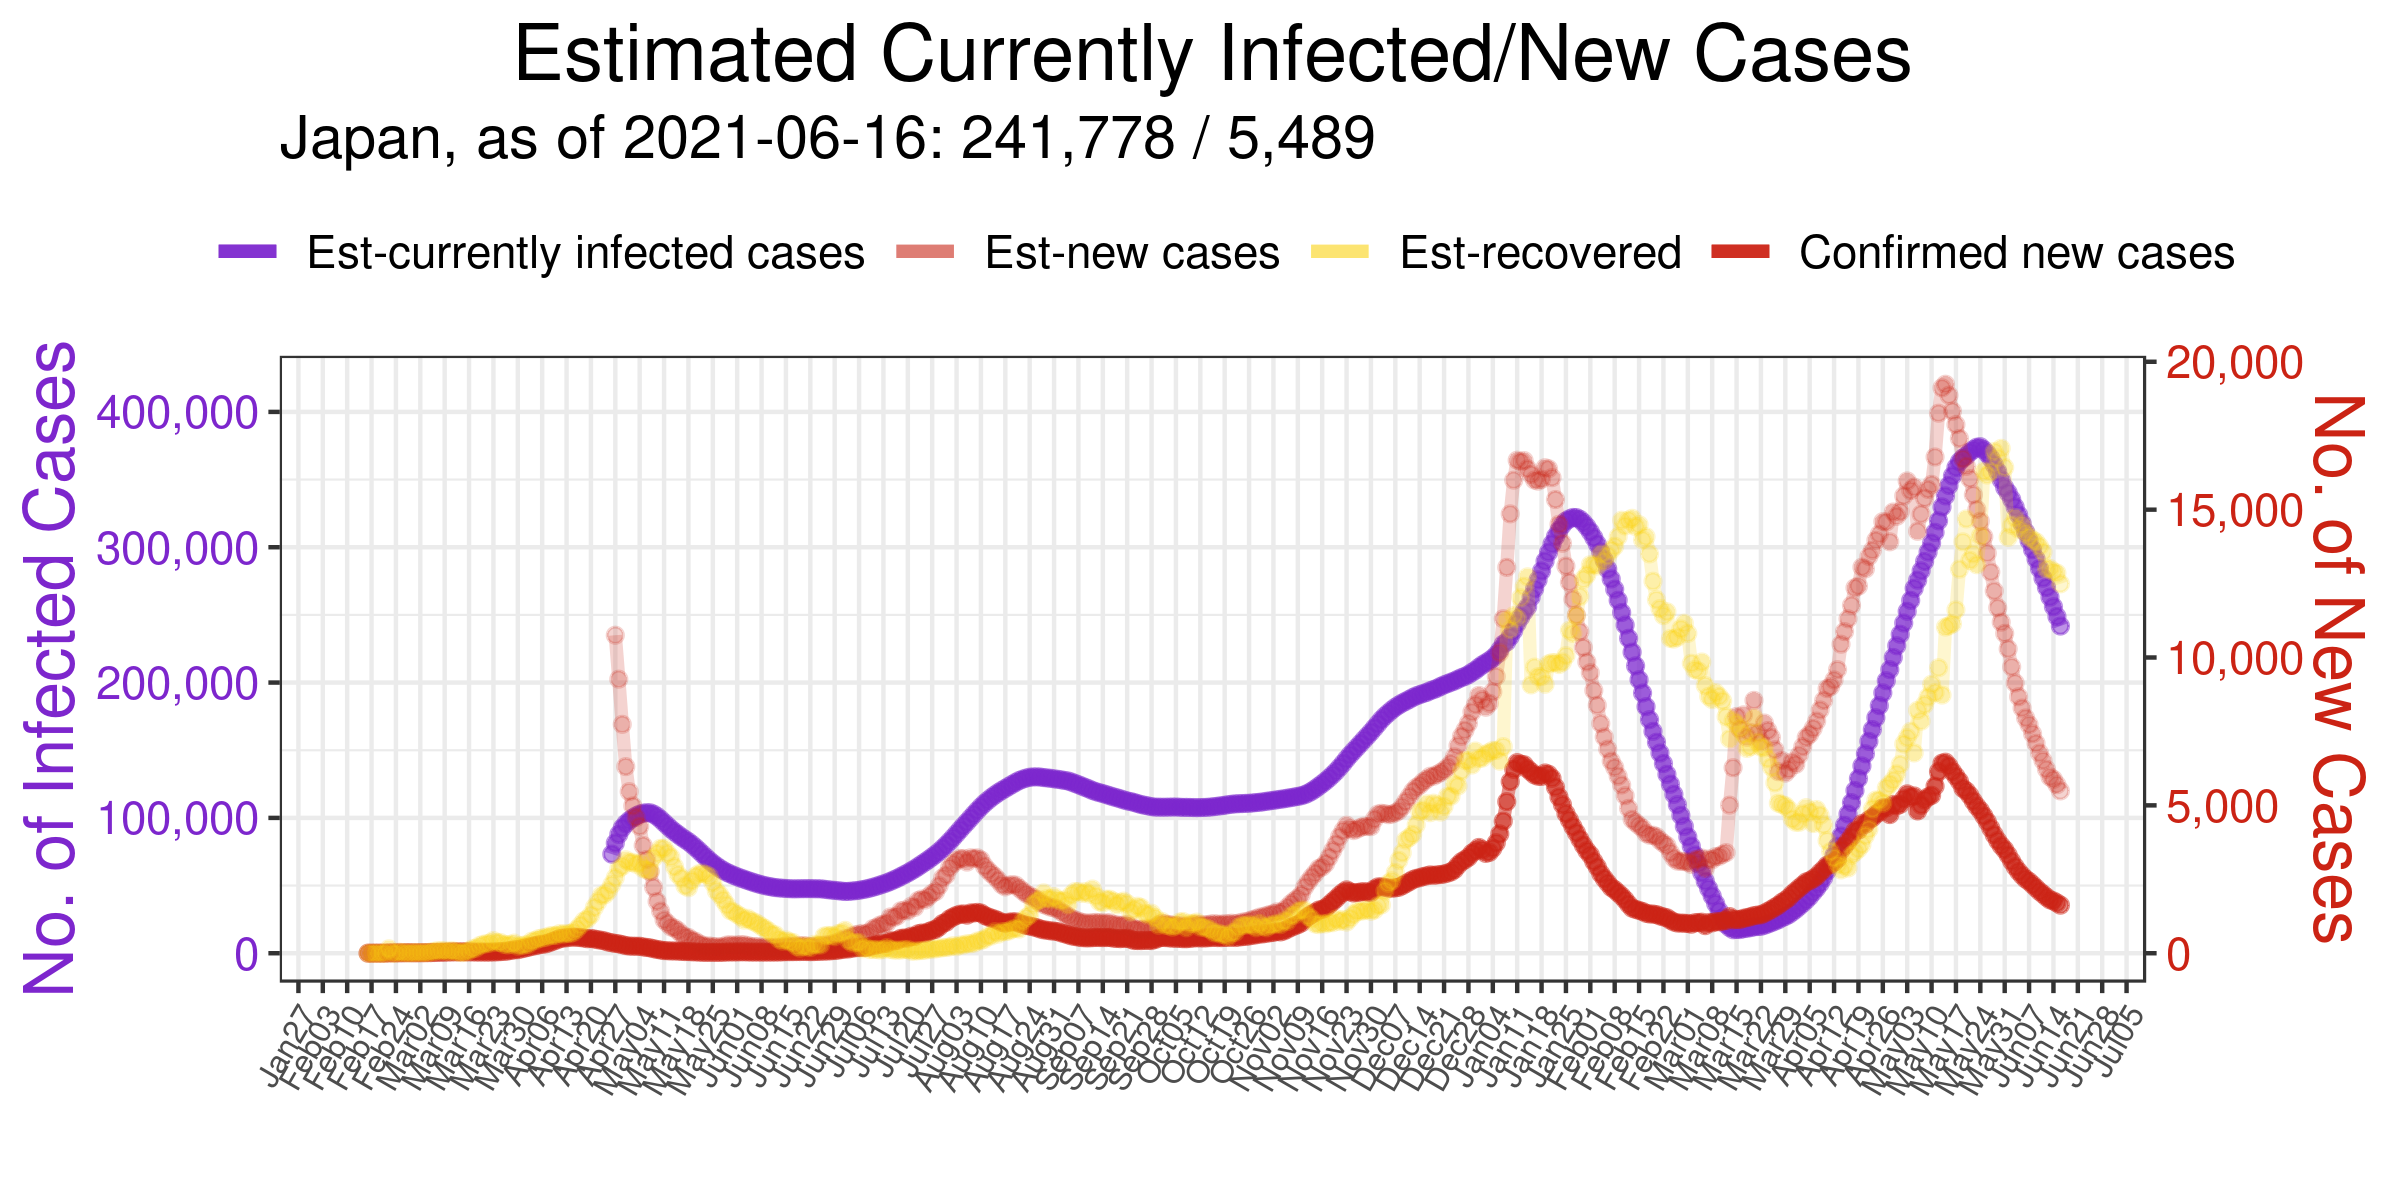 Estimated Currently Infected/New Cases
Japan, as of 2021-06-16: 241,778 / 5,489
Est-currently infected cases
Est-new cases
Est-recovered
Confirmed new cases
No. of Infected Cases
400,000
300,000
200,000
100,000
0
20,000
15,000
10,000
5,000
0
No. of New Cases
Jan27
Feb03
Feb10
Feb17
Feb24
Mar02
Mar09
Mar16
Mar23
Mar30
Apr06
Apr13
Apr20
Apr27
May04
May11
May18
May25
Jun01
Jun08
Jun15
Jun22
Jun29
Jul06
Jul13
Jul20
Jul27
Aug03
Aug10
Aug17
Aug24
Aug31
Sep07
Sep14
Sep21
Sep28
Oct05
Oct12
Oct19
Oct26
Nov02
Nov09
Nov16
Nov23
Nov30
Dec07
Dec14
Dec21
Dec28
Jan04
Jan11
Jan18
Jan25
Feb01
Feb08
Feb15
Feb22
Mar01
Mar08
Mar15
Mar22
Mar29
Apr05
Apr12
Apr19
Apr26
May03
May10
May17
May24
May31
Jun07
Jun14
Jun21
Jun28
Jul05